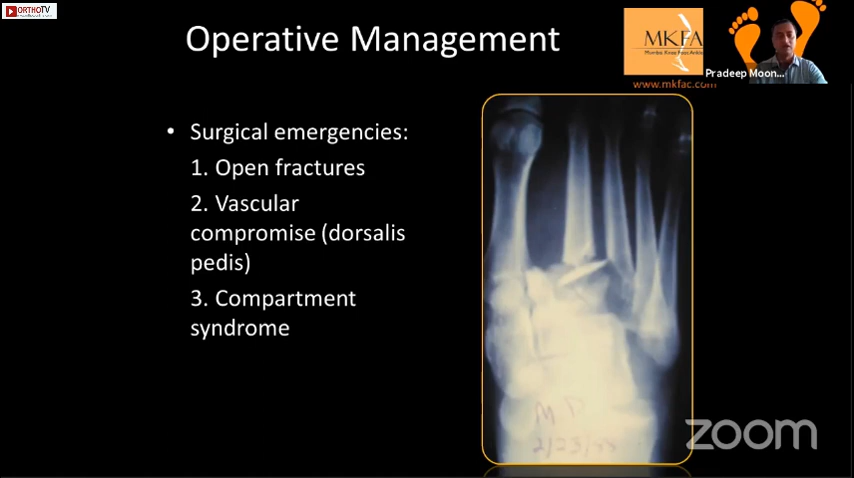 ORTHOTV
Operative Management
MKFA
Pradeep Moon...
www.mkfac.com
• Surgical emergencies:
1. Open fractures
2. Vascular
compromise (dorsalis
pedis)
3. Compartment
syndrome
M.D
zoom